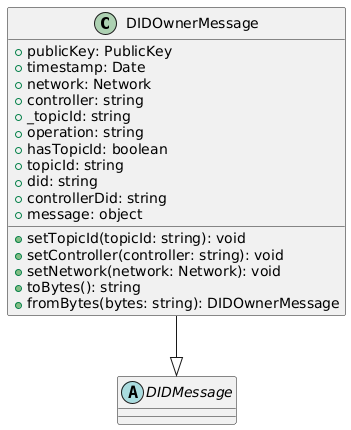 C DIDOwnerMessage
publicKey: PublicKey
timestamp: Date
network: Network
controller: string
_topicId: string
operation: string
hasTopicId: boolean
topicId: string
did: string
controllerDid: string
message: object
setTopicId(topicId: string): void
setController(controller: string): void
setNetwork(network: Network): void
toBytes(): string
fromBytes(bytes: string): DIDOwnerMessage
A DIDMessage